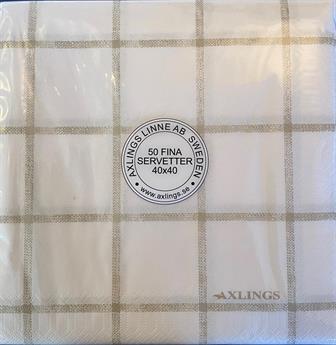 AXLINGS LINNE AB SWEDEN
50 FINA
SERVETTER
40x40
• www.axlings.se •
AXLINGS